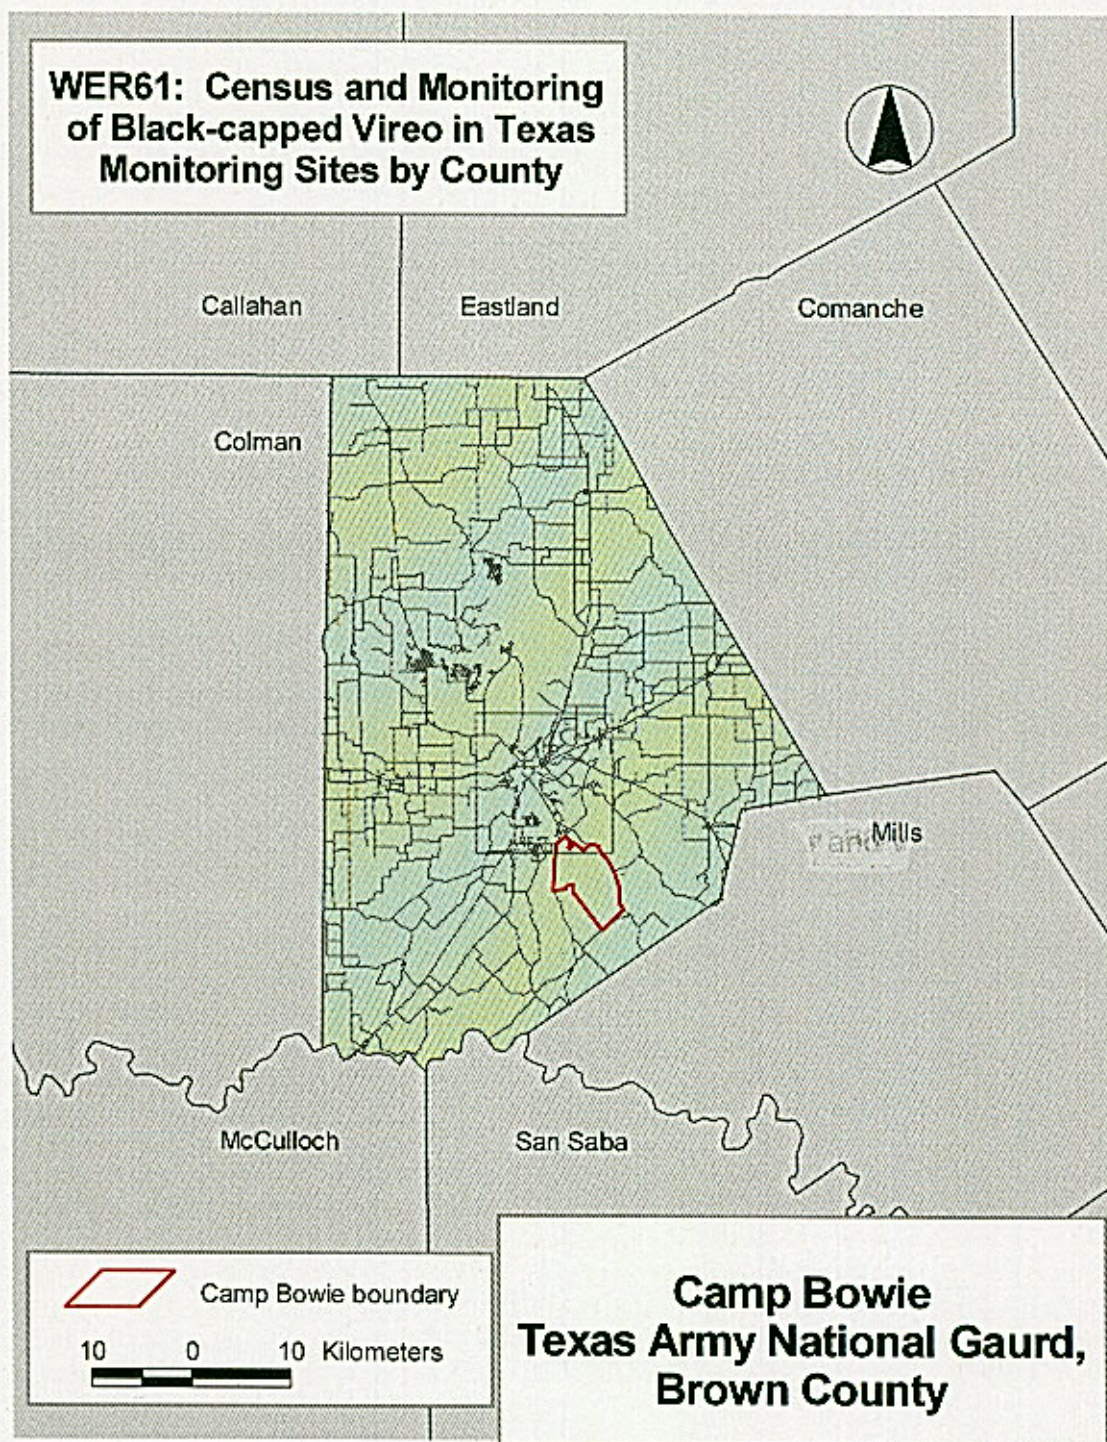 WER61: Census and Monitoring
of Black-capped Vireo in Texas
Monitoring Sites by County
Callahan
Eastland
Comanche
Colman
Mills
McCulloch
San Saba
Camp Bowie boundary
10 0 10 Kilometers
Camp Bowie
Texas Army National Gaurd,
Brown County